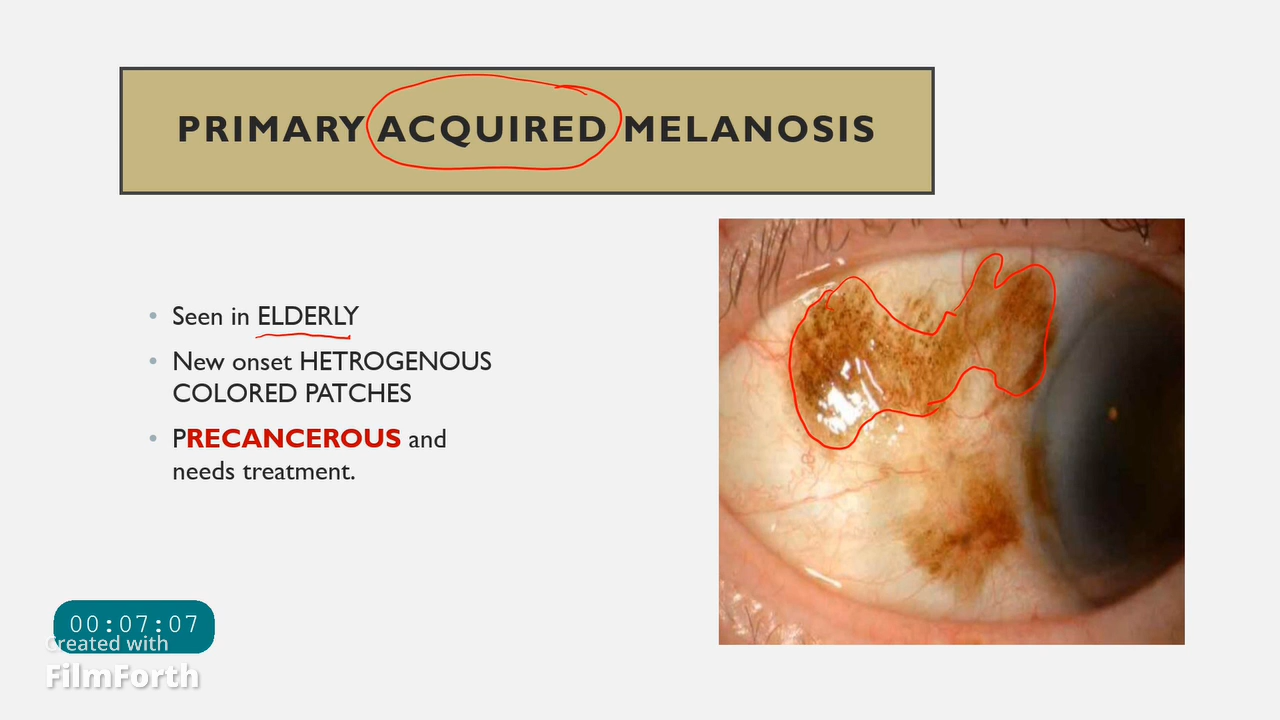 PRIMARY ACQUIRED MELANOSIS
• Seen in ELDERLY
• New onset HETROGENOUS
COLORED PATCHES
• PRECANCEROUS and
needs treatment.
00:07:07
Created with
FilmForth